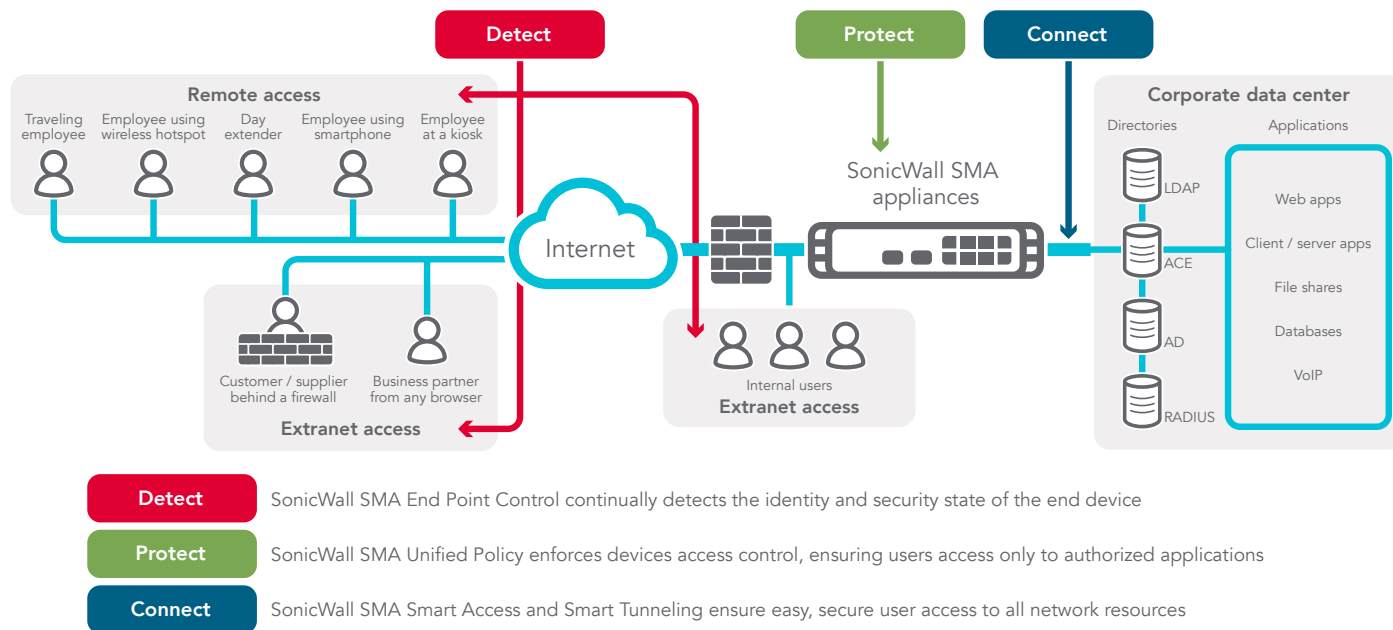 Detect
Protect
Connect
Remote access
Traveling
employee
Employee using
wireless hotspot
Day
extender
Employee using
smartphone
Employee
at a kiosk
Internet
SonicWall SMA
appliances
Corporate data center
Directories
Applications
LDAP
ACE
AD
RADIUS
Web apps
Client / server apps
File shares
Databases
VoIP
Customer / supplier
behind a firewall
Business partner
from any browser
Extranet access
Internal users
Extranet access
Detect
SonicWall SMA End Point Control continually detects the identity and security state of the end device
Protect
SonicWall SMA Unified Policy enforces devices access control, ensuring users access only to authorized applications
Connect
SonicWall SMA Smart Access and Smart Tunneling ensure easy, secure user access to all network resources